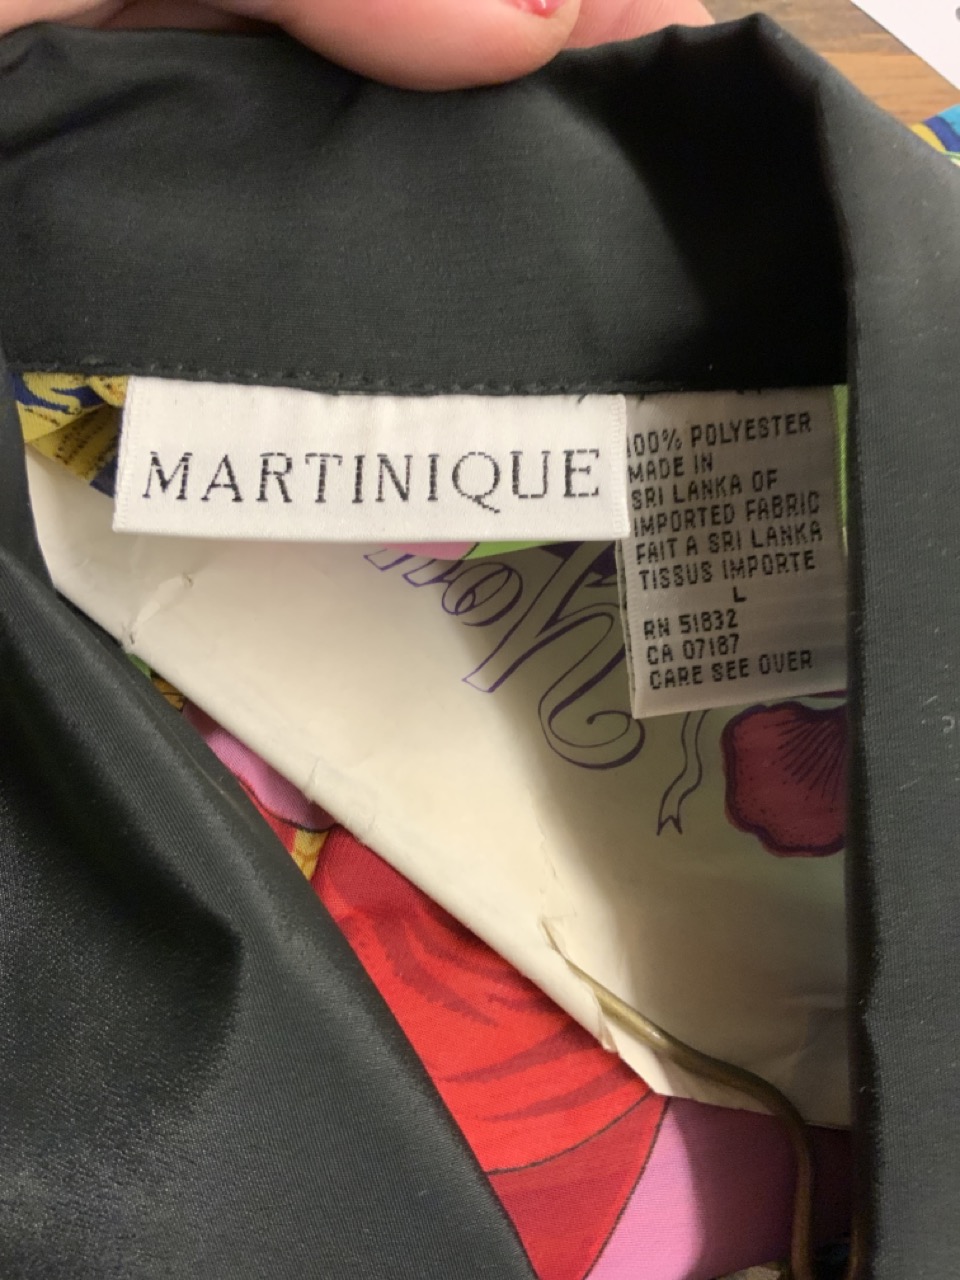 MARTINIQUE
100% POLYESTER
MADE IN
SRI LANKA OF
IMPORTED FABRIC
FAIT A SRI LANKA
TISSUS IMPORTE
L
RN 51832
CA 07187
CARE SEE OVER